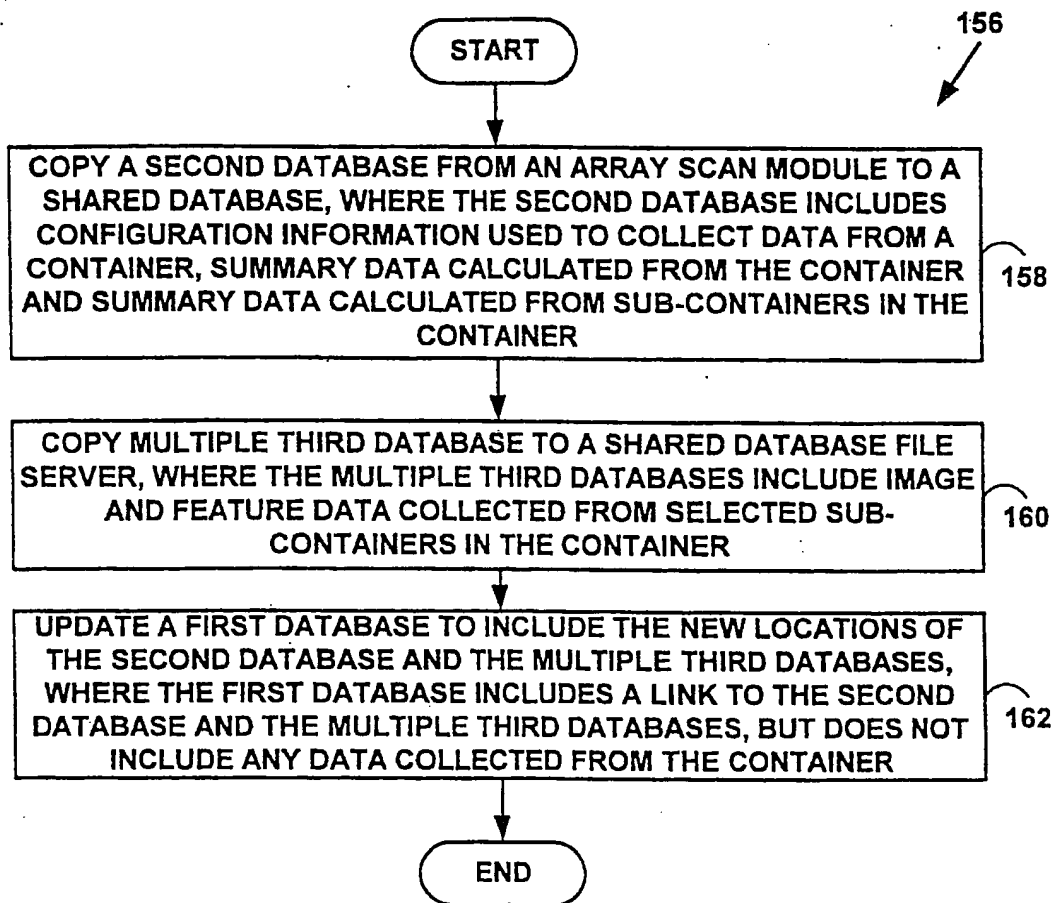 156
START
COPY A SECOND DATABASE FROM AN ARRAY SCAN MODULE TO A
SHARED DATABASE, WHERE THE SECOND DATABASE INCLUDES
CONFIGURATION INFORMATION USED TO COLLECT DATA FROM A
CONTAINER, SUMMARY DATA CALCULATED FROM THE CONTAINER
AND SUMMARY DATA CALCULATED FROM SUB-CONTAINERS IN THE
CONTAINER
158
COPY MULTIPLE THIRD DATABASE TO A SHARED DATABASE FILE
SERVER, WHERE THE MULTIPLE THIRD DATABASES INCLUDE IMAGE
AND FEATURE DATA COLLECTED FROM SELECTED SUB-
CONTAINERS IN THE CONTAINER
160
UPDATE A FIRST DATABASE TO INCLUDE THE NEW LOCATIONS OF
THE SECOND DATABASE AND THE MULTIPLE THIRD DATABASES,
WHERE THE FIRST DATABASE INCLUDES A LINK TO THE SECOND
DATABASE AND THE MULTIPLE THIRD DATABASES, BUT DOES NOT
INCLUDE ANY DATA COLLECTED FROM THE CONTAINER
162
END